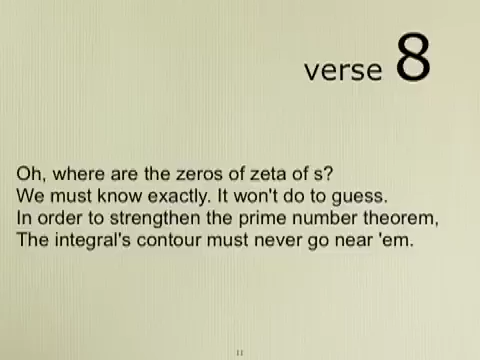 verse 8
Oh, where are the zeros of zeta of s?
We must know exactly. It won't do to guess.
In order to strengthen the prime number theorem,
The integral's contour must never go near 'em.
11